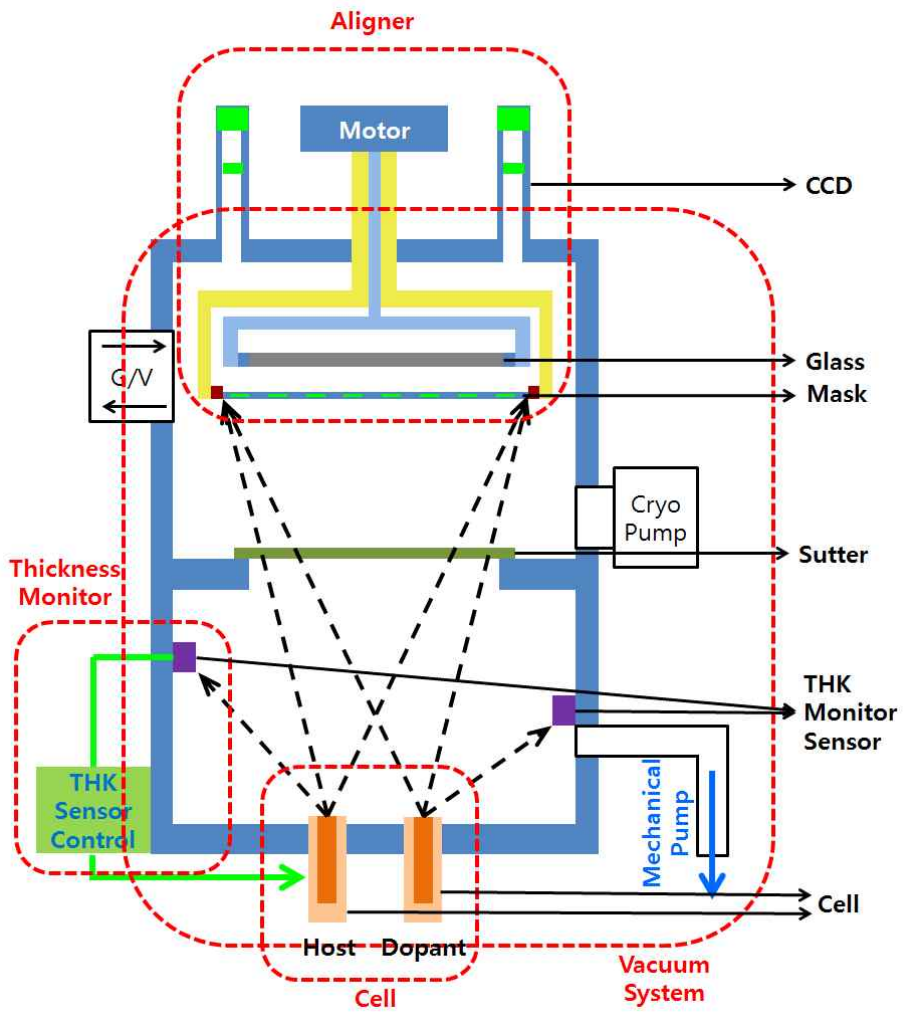 Aligner
Motor
CCD
G/V
Glass
Mask
Cryo
Pump
Sutter
Thickness
Monitor
THK
Monitor
Sensor
THK
Sensor
Control
Mechanical
Pump
Cell
Host
Dopant
Cell
Vacuum
System